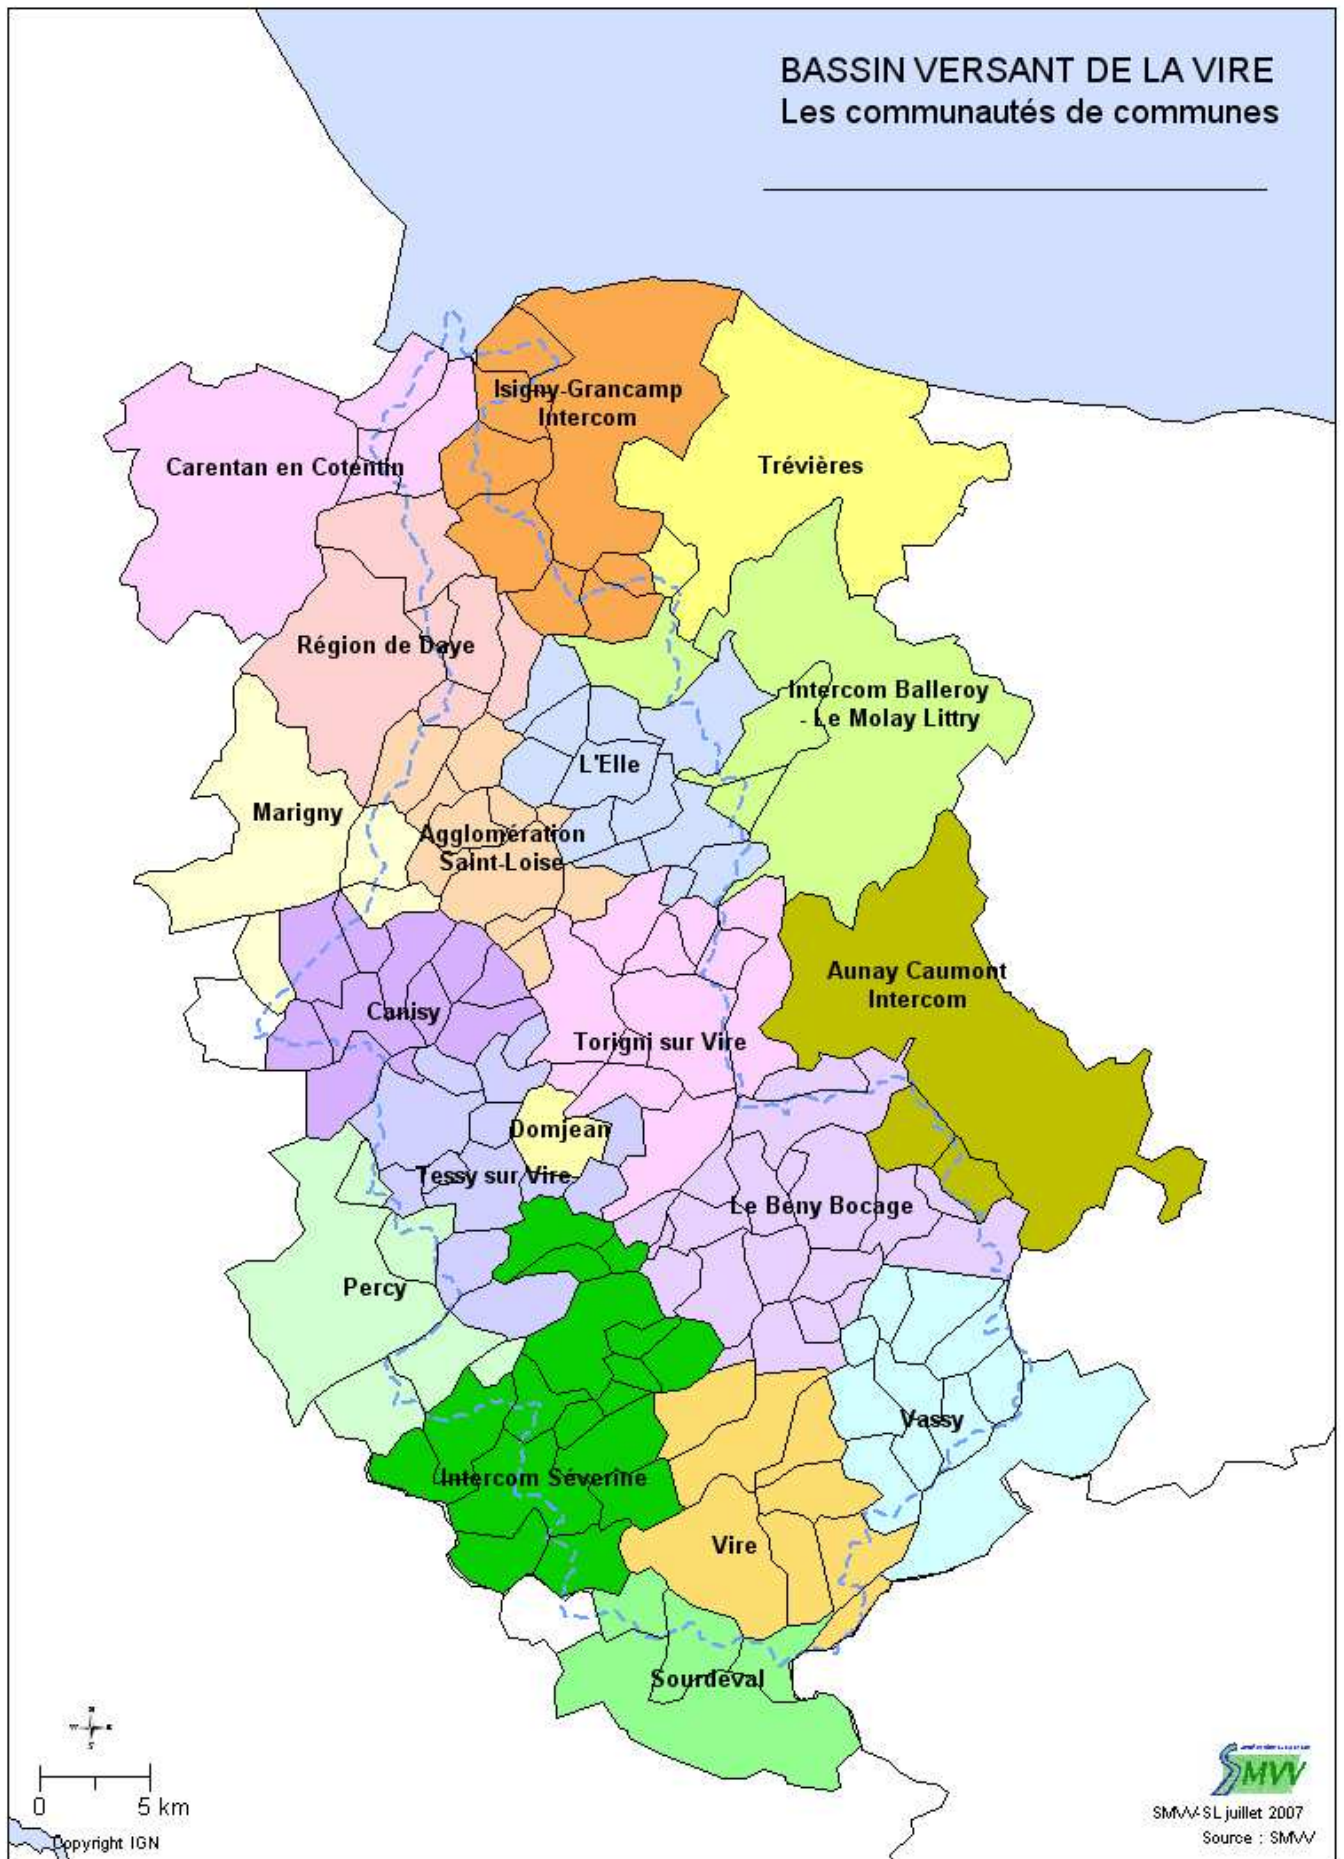 BASSIN VERSANT DE LA VIRE
Les communautés de communes
Isigny-Grancamp
Intercom
Carentan en Cotentin
Trévières
Région de Daye
Intercom Balleroy
- Le Molay Littry
L'Elle
Marigny
Agglomération
Saint-Loise
Aunay Caumont
Intercom
Canisy
Torigni sur Vire
Domjean
Tessy sur Vire
Le Bény Bocage
Percy
Vassy
Intercom Séverine
Vire
Sourdeval
N
W E
S
0 5 km
Copyright IGN
SMVV
SMVV-SL juillet 2007
Source : SMVV